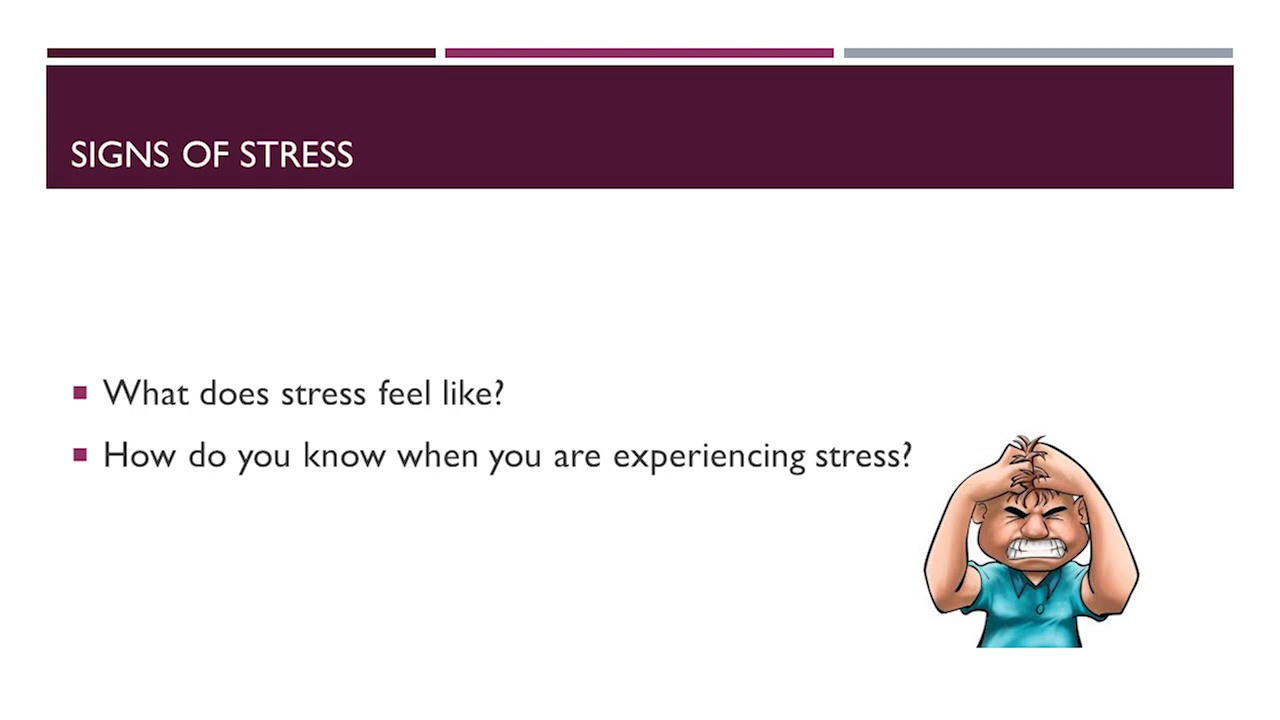 SIGNS OF STRESS
What does stress feel like?
How do you know when you are experiencing stress?